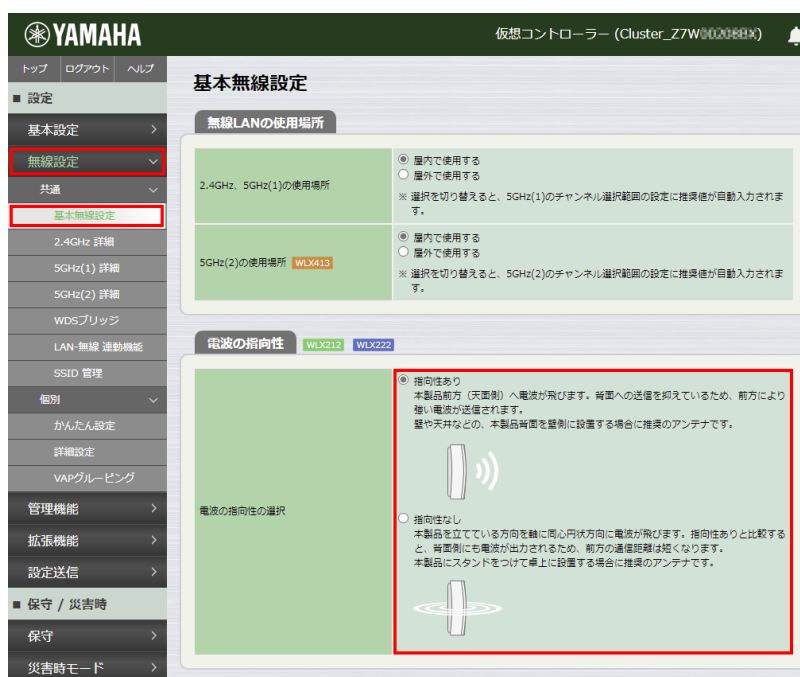 YAMAHA
仮想コントローラー (Cluster_Z7W
トップ ログアウト ヘルプ
■ 設定
基本設定
無線設定
共通
基本無線設定
2.4GHz 詳細
5GHz(1) 詳細
5GHz(2) 詳細
WDSブリッジ
LAN-無線 連動機能
SSID 管理
個別
かんたん設定
詳細設定
VAPグルーピング
管理機能
拡張機能
設定送信
■ 保守 / 災害時
保守
災害時モード
基本無線設定
無線LANの使用場所
2.4GHz、5GHz(1)の使用場所
屋内で使用する
屋外で使用する
※ 選択を切り替えると、5GHz(1)のチャンネル選択範囲の設定に推奨値が自動入力されま
す。
5GHz(2)の使用場所 WLX413
屋内で使用する
屋外で使用する
※ 選択を切り替えると、5GHz(2)のチャンネル選択範囲の設定に推奨値が自動入力されま
す。
電波の指向性 WLX212 WLX222
電波の指向性の選択
指向性あり
本製品前方（天面側）へ電波が飛びます。背面への送信を抑えているため、前方により
強い電波が送信されます。
壁や天井などの、本製品背面を壁側に設置する場合に推奨のアンテナです。
指向性なし
本製品を立てている方向を軸に同心円状方向に電波が飛びます。指向性ありと比較する
と、背面側にも電波が出力されるため、前方の通信距離は短くなります。
本製品にスタンドをつけて卓上に設置する場合に推奨のアンテナです。